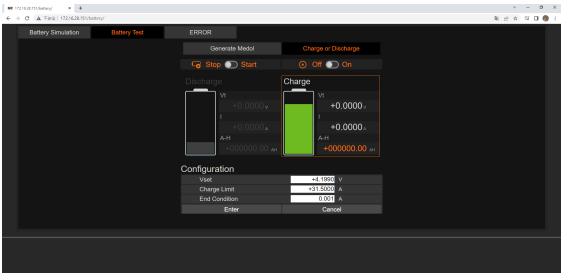 172.16.28.151/battery/
172.16.28.151/battery/
Battery Simulation Battery Test ERROR
Generate Medol Charge or Discharge
Stop Start Off On
Discharge Charge
Vt Vt
+0.0000 V +0.0000 V
I I
+0.0000 A +0.0000 A
A-H A-H
+000000.00 AH +000000.00 AH
Configuration
Vset +4.1990 V
Charge Limit +31.5000 A
End Condition 0.001 A
Enter Cancel